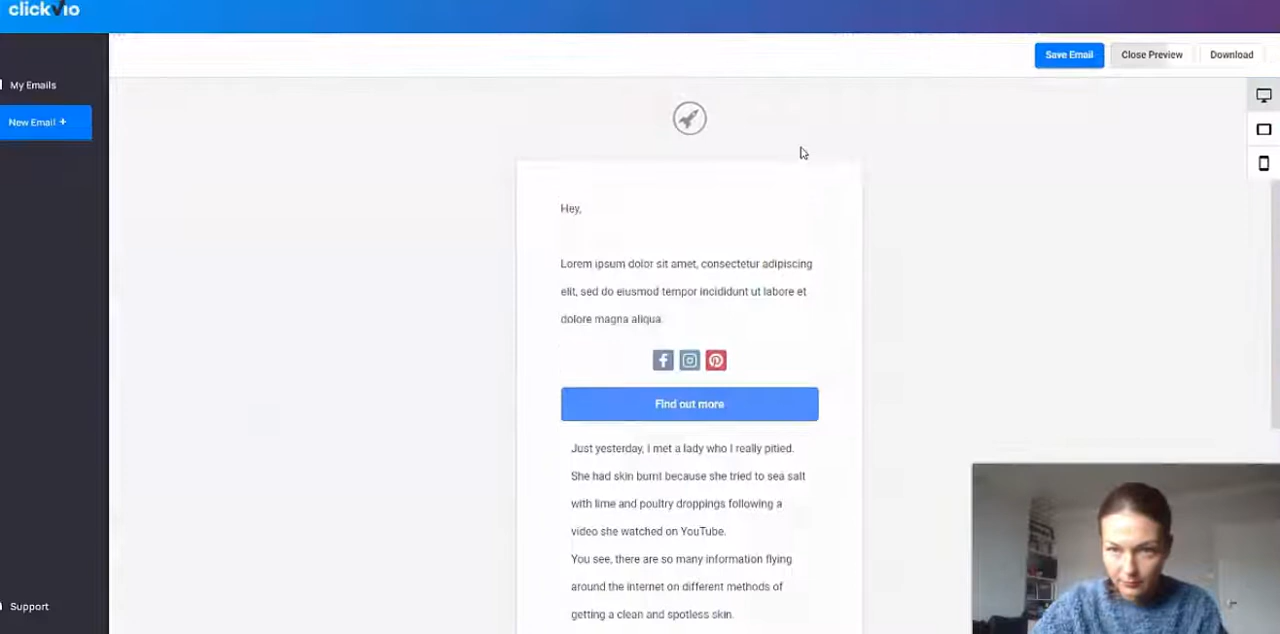 clickvio
Save Email
Close Preview
Download
My Emails
New Email +
Hey,
Lorem ipsum dolor sit amet, consectetur adipiscing
elit, sed do eiusmod tempor incididunt ut labore et
dolore magna aliqua.
Find out more
Just yesterday, I met a lady who I really pitied.
She had skin burnt because she tried to sea salt
with lime and poultry droppings following a
video she watched on YouTube.
You see, there are so many information flying
around the internet on different methods of
getting a clean and spotless skin.
Support